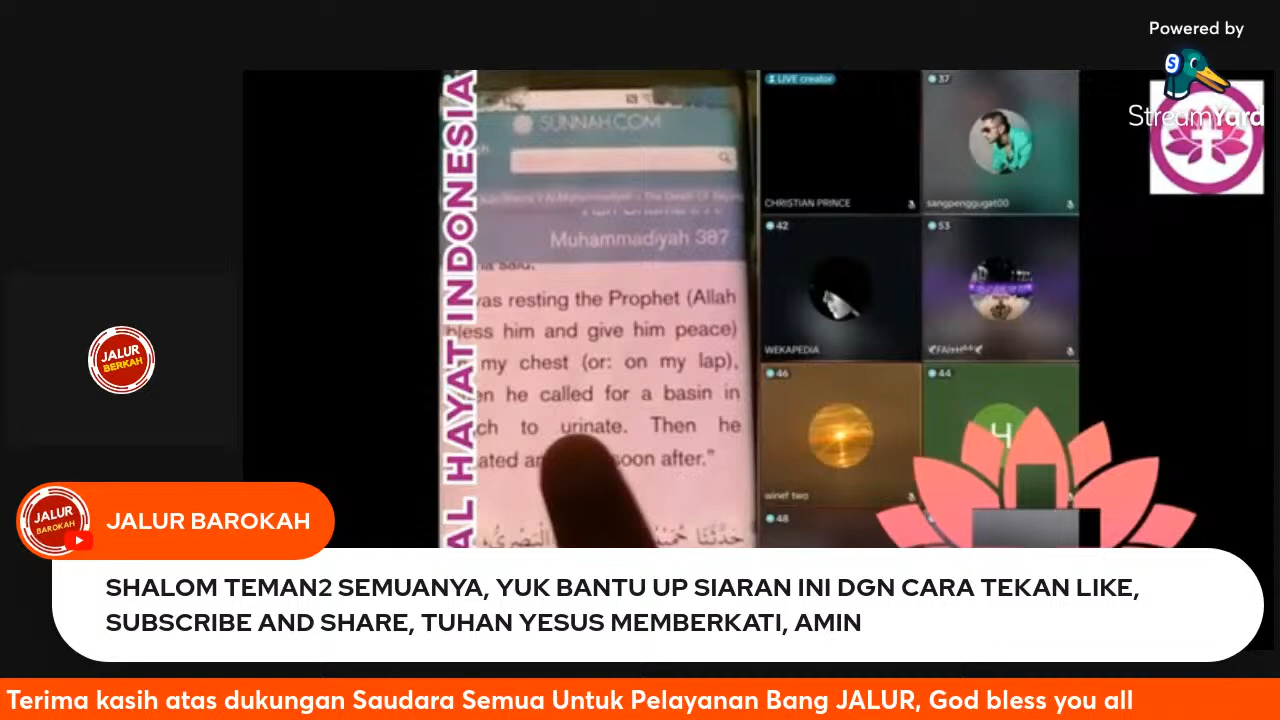 Powered by
StreamYard
AL HAYAT INDONESIA
SUNNAH.COM
Muhammadiyah 387
was resting the Prophet (Allah
bless him and give him peace)
my chest (or: on my lap),
he called for a basin in
to urinate. Then he
soon after."
LIVE creator
CHRISTIAN PRINCE
37
sangpenggugat00
42
WEKAPEDIA
53
46
winef two
44
48
JALUR
BERKAH
JALUR
BAROKAH
JALUR BAROKAH
SHALOM TEMAN2 SEMUANYA, YUK BANTU UP SIARAN INI DGN CARA TEKAN LIKE,
SUBSCRIBE AND SHARE, TUHAN YESUS MEMBERKATI, AMIN
Terima kasih atas dukungan Saudara Semua Untuk Pelayanan Bang JALUR, God bless you all